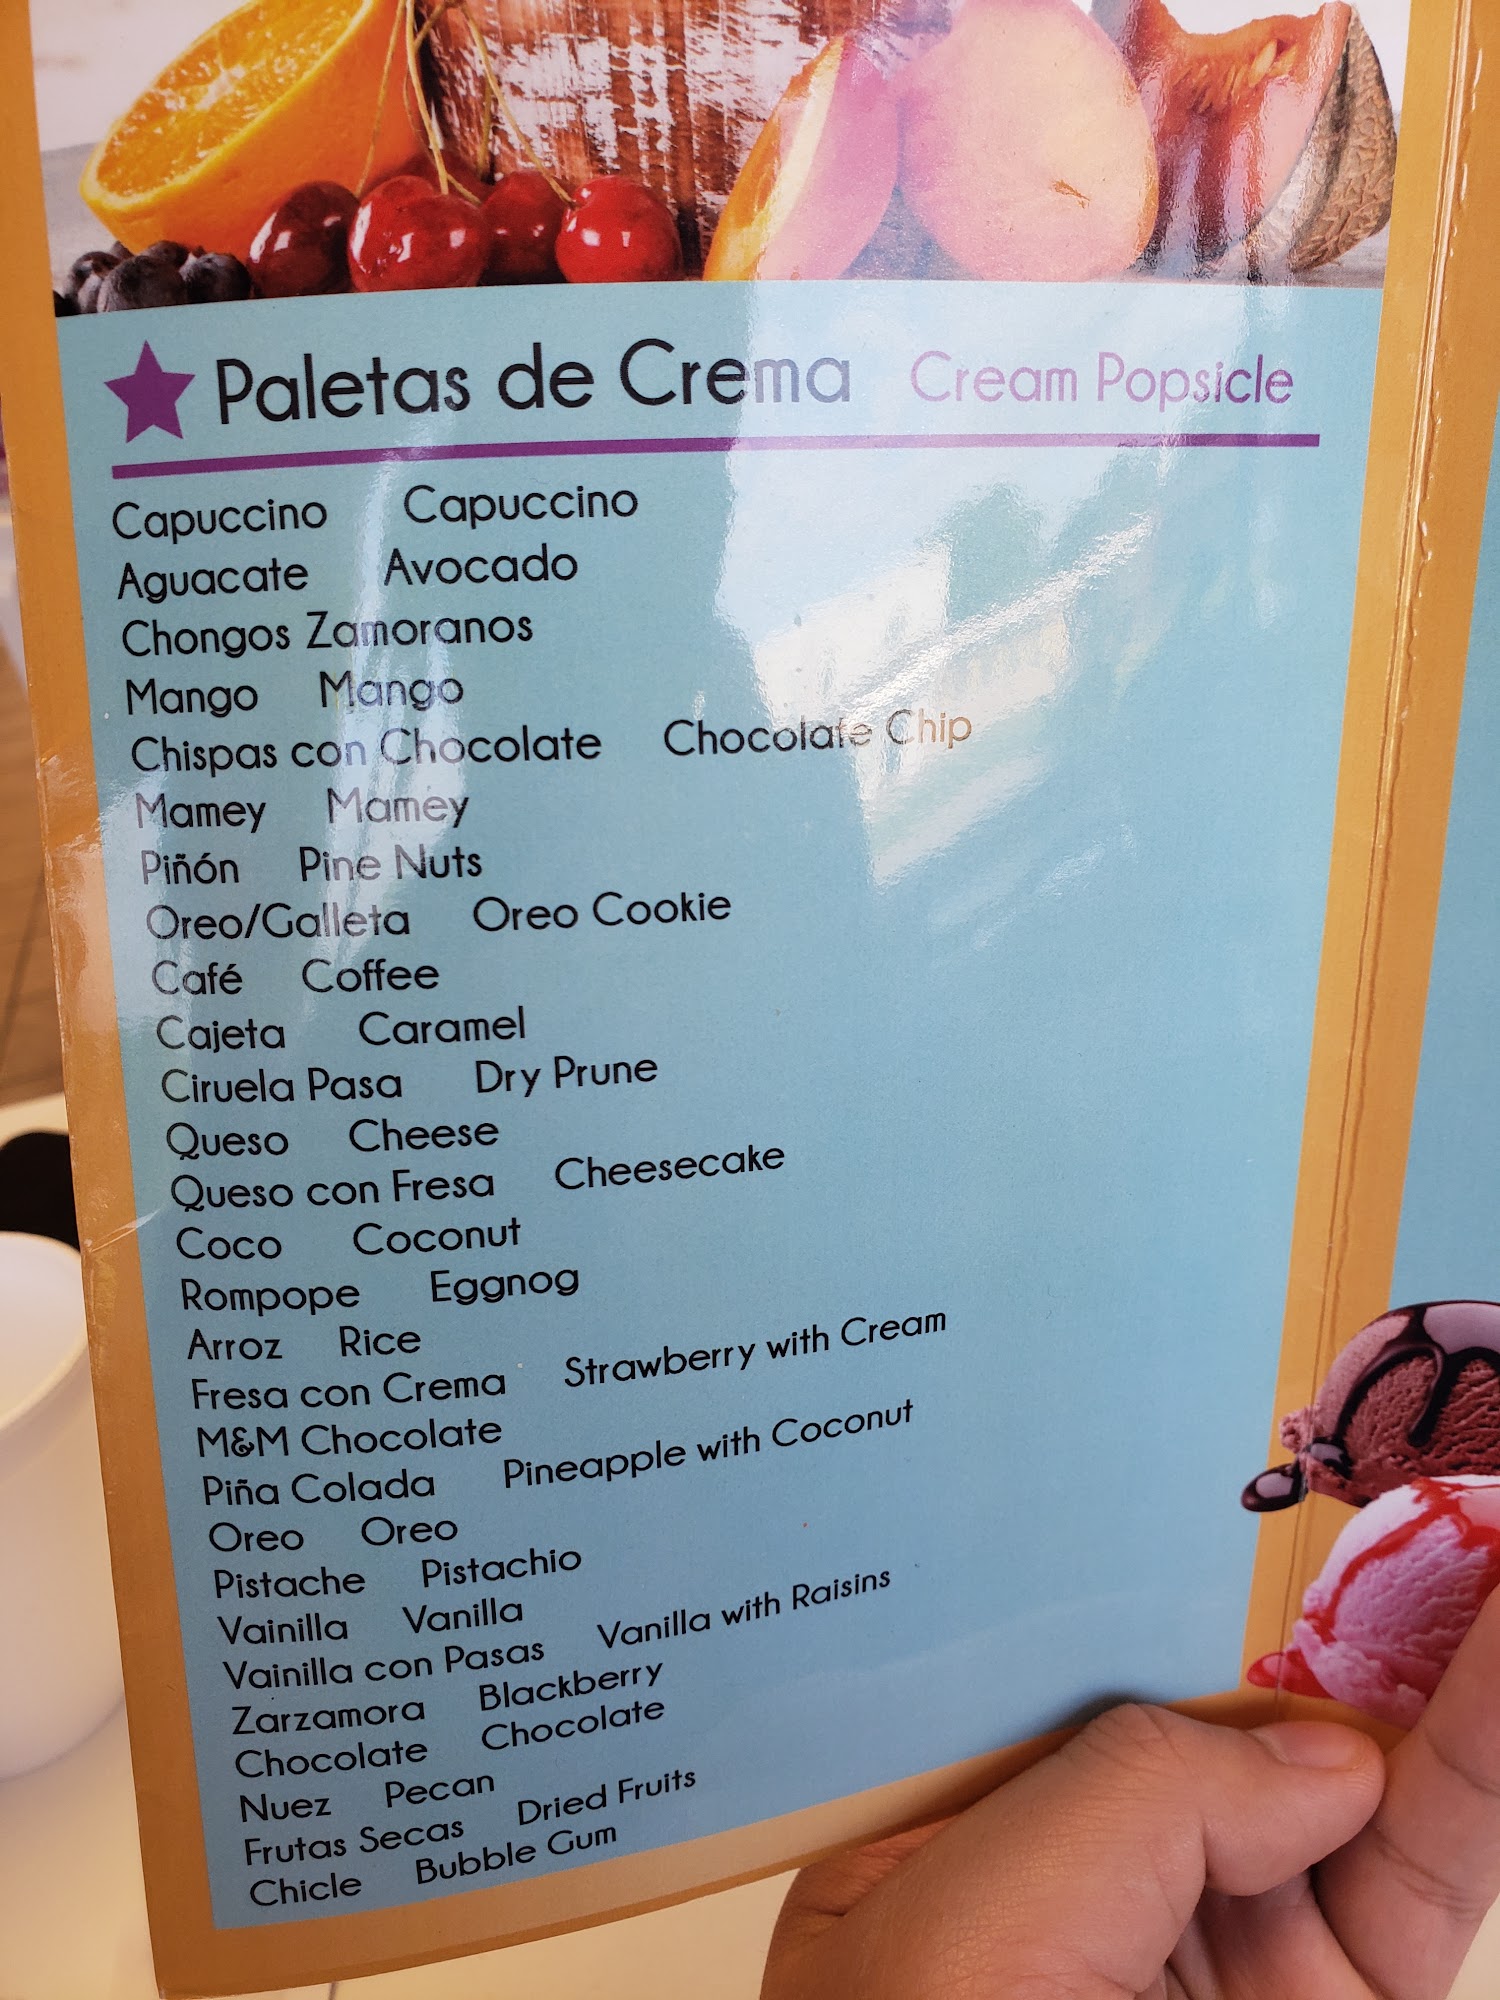 Paletas de Crema Cream Popsicle
Capuccino Capuccino
Aguacate Avocado
Chongos Zamoranos
Mango Mango
Chispas con Chocolate Chocolate Chip
Mamey Mamey
Piñón Pine Nuts
Oreo/Galleta Oreo Cookie
Café Coffee
Cajeta Caramel
Ciruela Pasa Dry Prune
Queso Cheese
Queso con Fresa Cheesecake
Coco Coconut
Rompope Eggnog
Arroz Rice
Fresa con Crema Strawberry with Cream
M&M Chocolate
Piña Colada Pineapple with Coconut
Oreo Oreo
Pistache Pistachio
Vainilla Vanilla
Vainilla con Pasas Vanilla with Raisins
Zarzamora Blackberry
Chocolate Chocolate
Nuez Pecan
Frutas Secas Dried Fruits
Chicle Bubble Gum